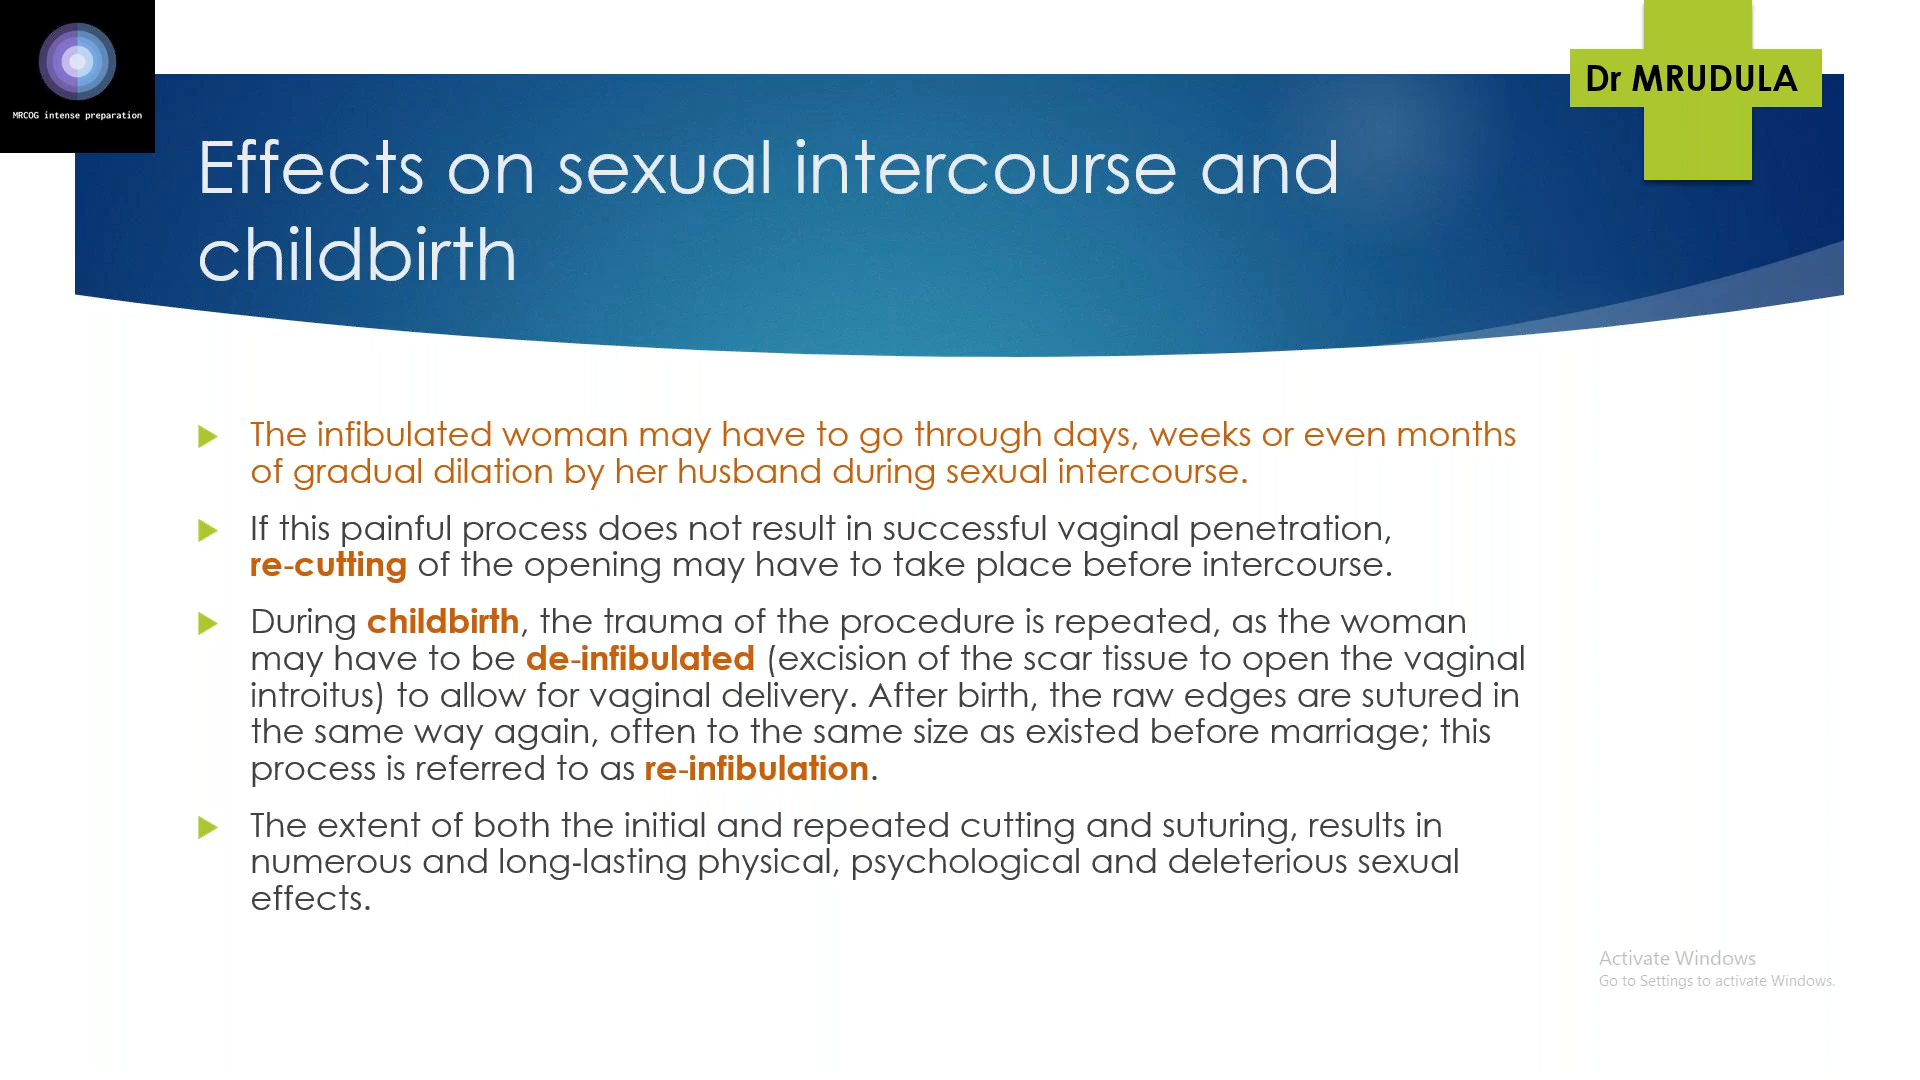 MRCOG intense preparation
Dr MRUDULA
Effects on sexual intercourse and
childbirth
The infibulated woman may have to go through days, weeks or even months
of gradual dilation by her husband during sexual intercourse.
If this painful process does not result in successful vaginal penetration,
re-cutting of the opening may have to take place before intercourse.
During childbirth, the trauma of the procedure is repeated, as the woman
may have to be de-infibulated (excision of the scar tissue to open the vaginal
introitus) to allow for vaginal delivery. After birth, the raw edges are sutured in
the same way again, often to the same size as existed before marriage; this
process is referred to as re-infibulation.
The extent of both the initial and repeated cutting and suturing, results in
numerous and long-lasting physical, psychological and deleterious sexual
effects.
Activate Windows
Go to Settings to activate Windows.